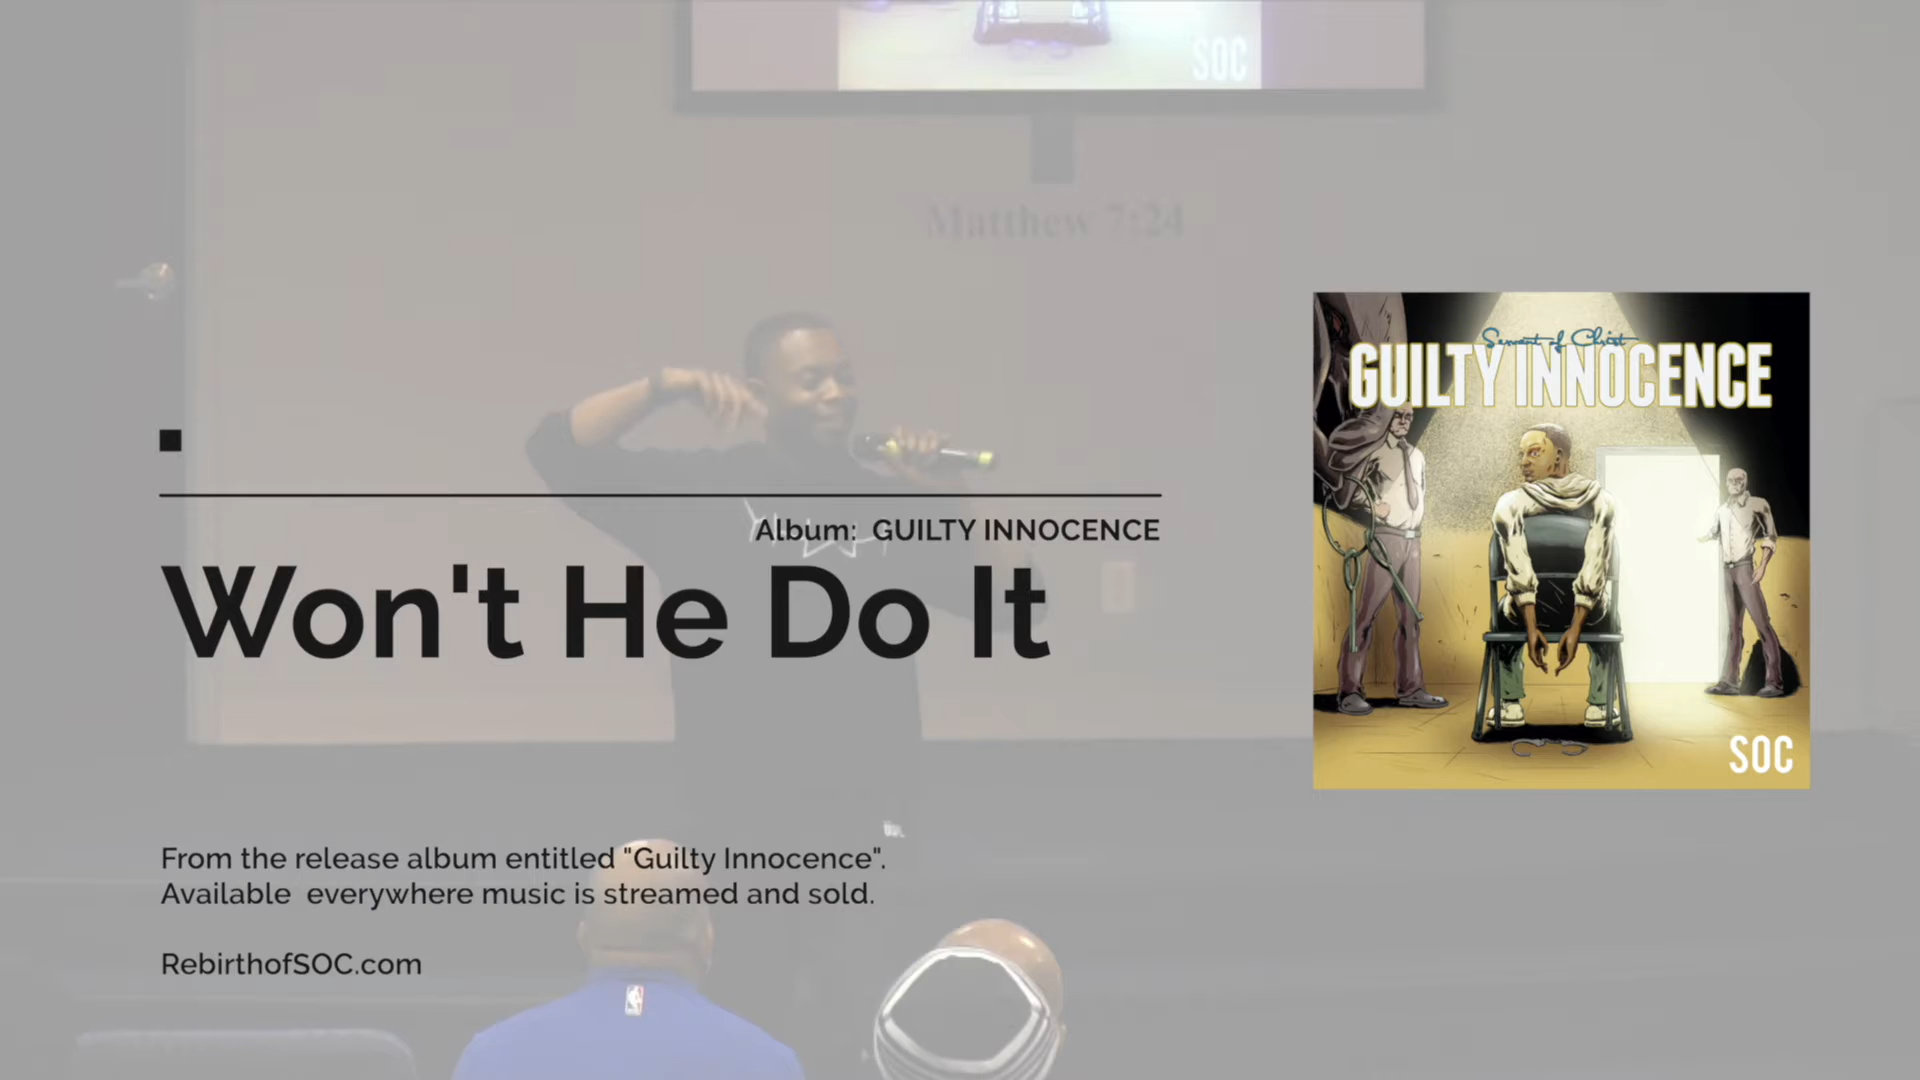 SOC
Matthew 7:24
Servant of Christ
GUILTY INNOCENCE
SOC
Album: GUILTY INNOCENCE
Won't He Do It
From the release album entitled "Guilty Innocence".
Available everywhere music is streamed and sold.
RebirthofSOC.com